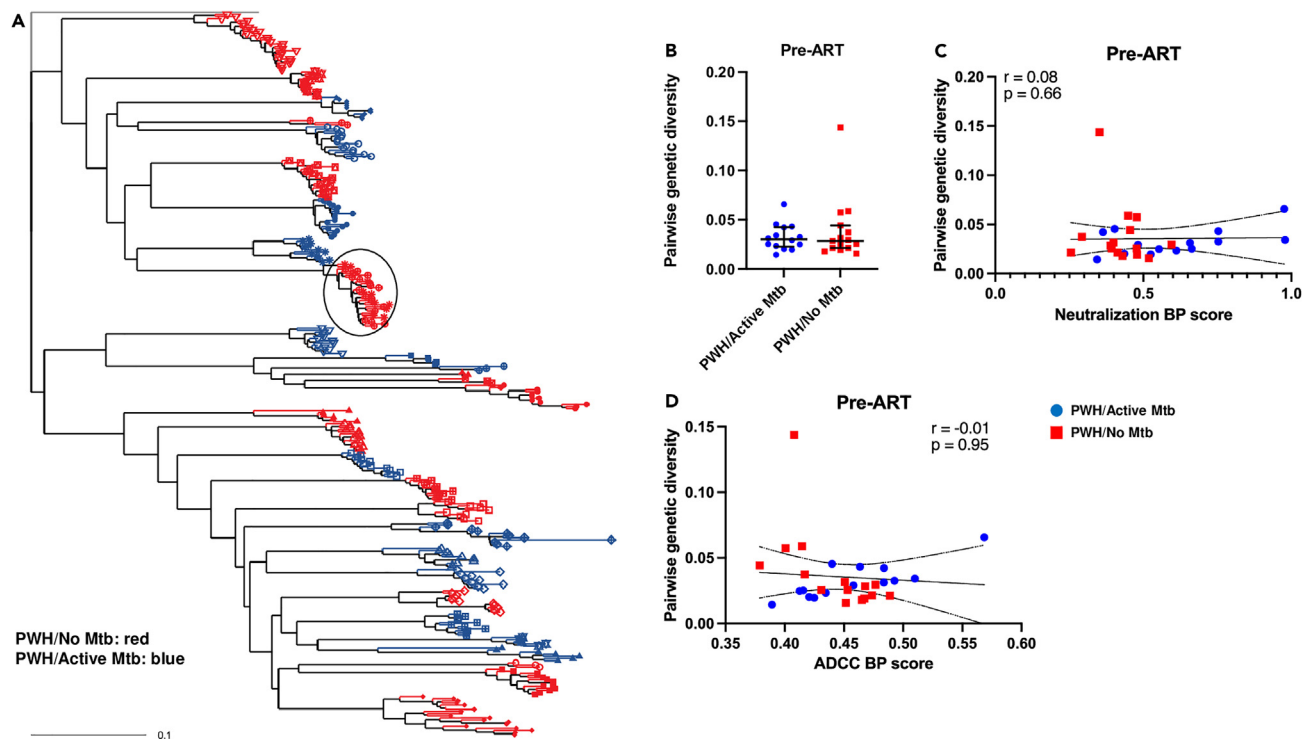 A
PWH/No Mtb: red
PWH/Active Mtb: blue
0.1
B
Pre-ART
Pairwise genetic diversity
0.20
0.15
0.10
0.05
0.00
PWH/Active Mtb
PWH/No Mtb
C
Pre-ART
r = 0.08
p = 0.66
Pairwise genetic diversity
0.20
0.15
0.10
0.05
0.00
0.0 0.5 1.0
Neutralization BP score
D
Pre-ART
r = -0.01
p = 0.95
Pairwise genetic diversity
0.15
0.10
0.05
0.00
0.35 0.40 0.45 0.50 0.55 0.60
ADCC BP score
PWH/Active Mtb
PWH/No Mtb